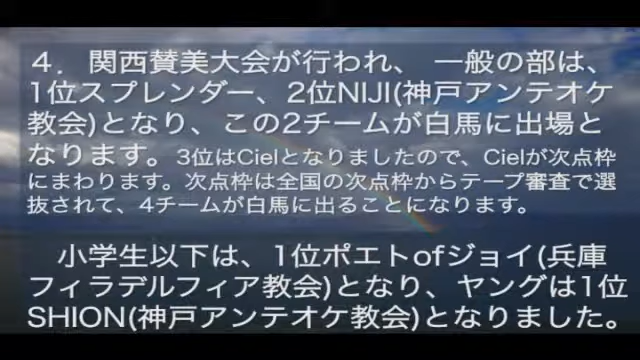 ４．関西賛美大会が行われ、 一般の部は、
1位スプレンダー、2位NIJI(神戸アンテオケ
教会)となり、この2チームが白馬に出場と
なります。3位はCielとなりましたので、Cielが次点枠
にまわります。次点枠は全国の次点枠からテープ審査で選
抜されて、4チームが白馬に出ることになります。
小学生以下は、1位ポエトofジョイ(兵庫
フィラデルフィア教会)となり、ヤングは1位
SHION(神戸アンテオケ教会)となりました。